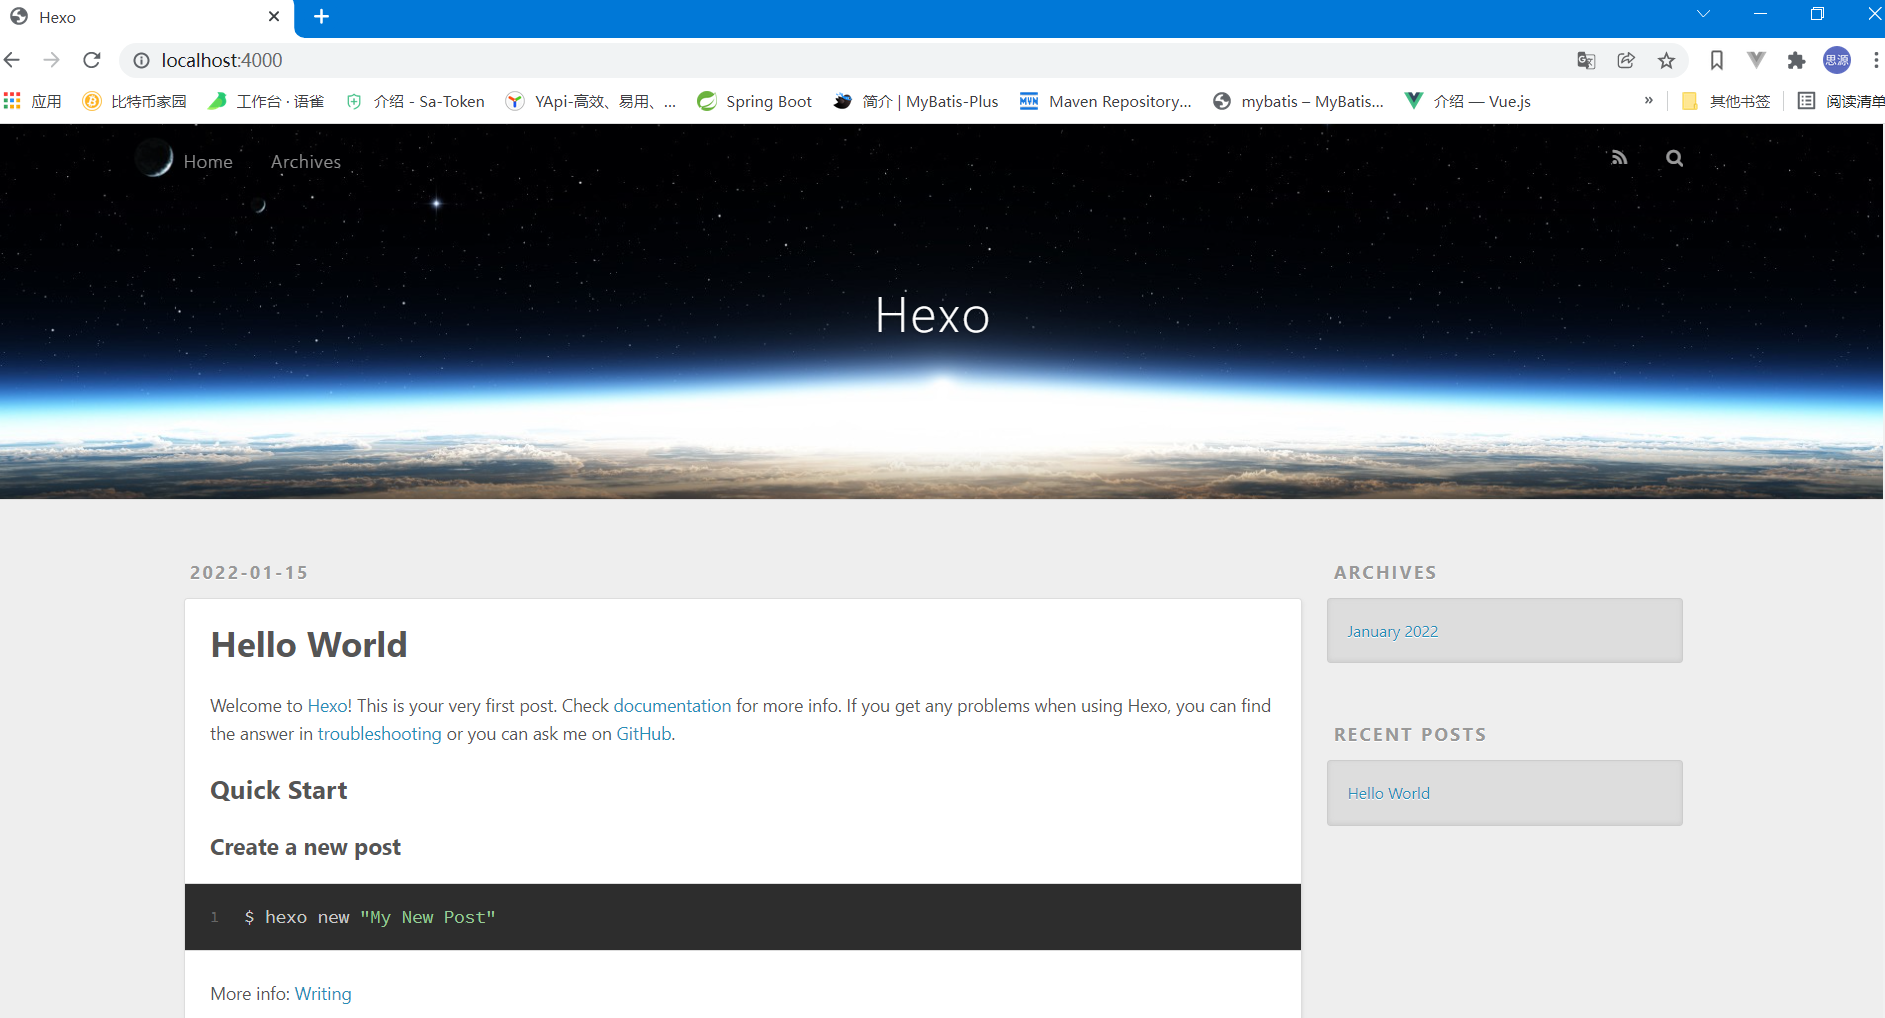 Hexo
localhost:4000
思源
应用 比特币家园 工作台 · 语雀 介绍 - Sa-Token YApi-高效、易用、... Spring Boot 简介 | MyBatis-Plus Maven Repository... mybatis – MyBatis... 介绍 — Vue.js » 其他书签 阅读清单
Home Archives
Hexo
2022-01-15
Hello World
Welcome to Hexo! This is your very first post. Check documentation for more info. If you get any problems when using Hexo, you can find
the answer in troubleshooting or you can ask me on GitHub.
Quick Start
Create a new post
1 $ hexo new "My New Post"
More info: Writing
ARCHIVES
January 2022
RECENT POSTS
Hello World